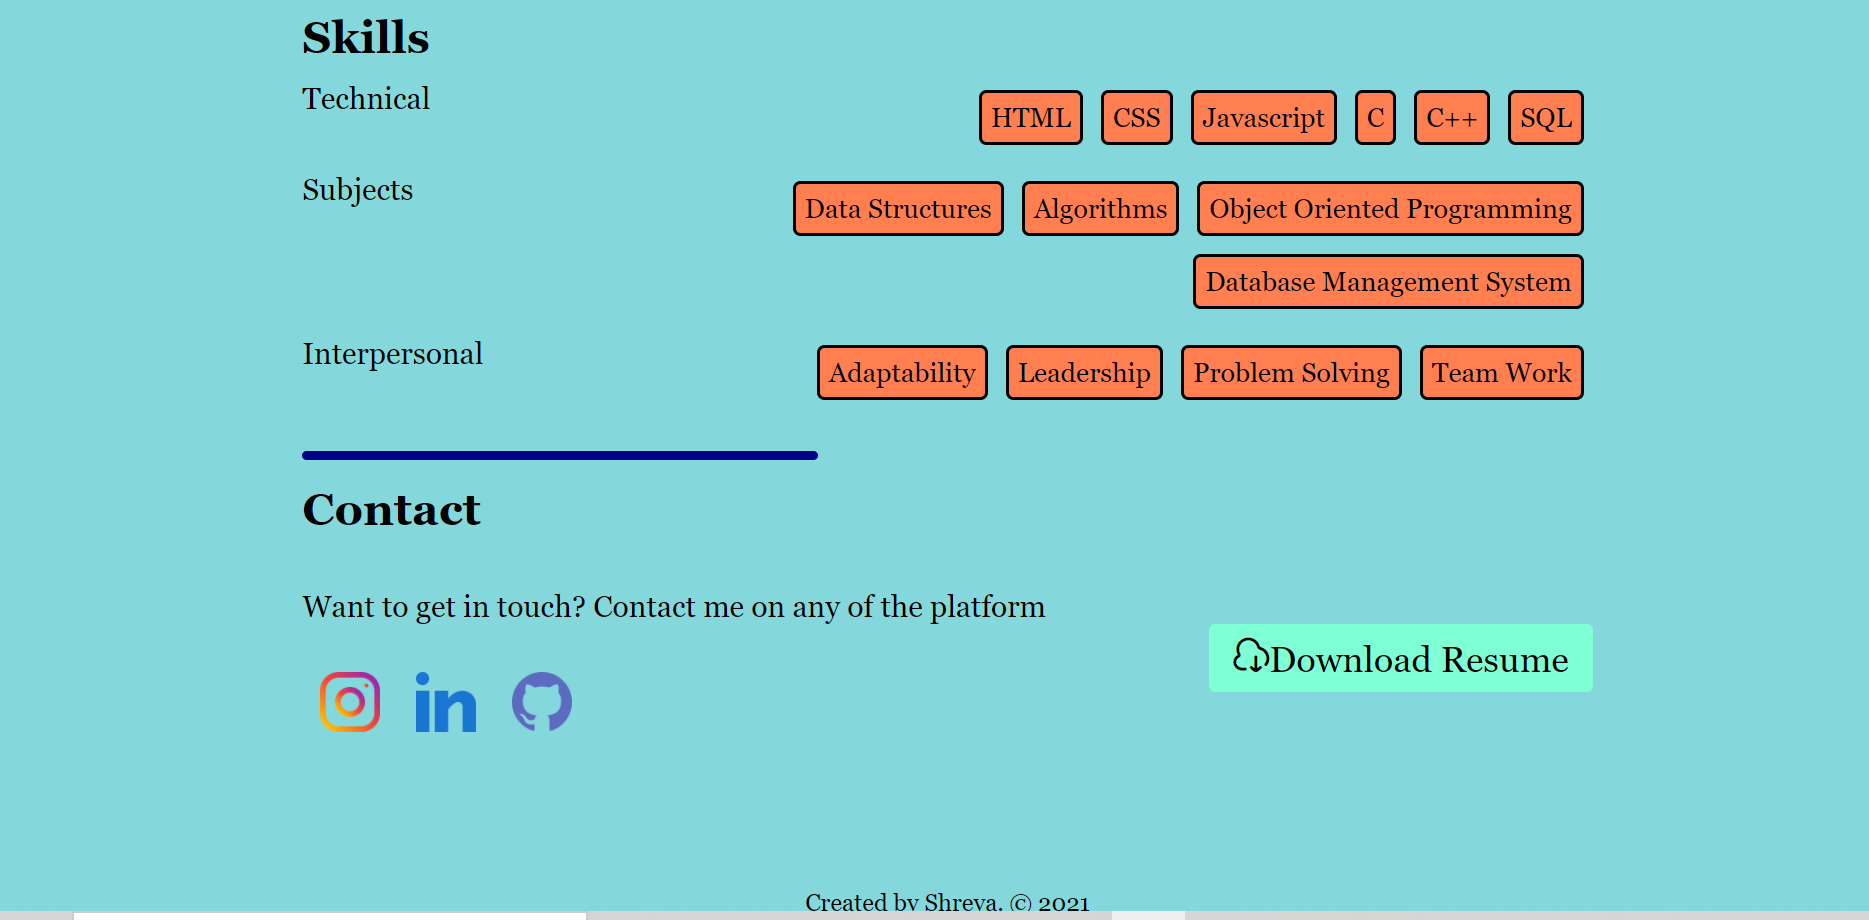 Skills
Technical
HTML CSS Javascript C C++ SQL
Subjects
Data Structures Algorithms Object Oriented Programming
Database Management System
Interpersonal
Adaptability Leadership Problem Solving Team Work
Contact
Want to get in touch? Contact me on any of the platform
Download Resume
in
Created by Shreya. © 2021